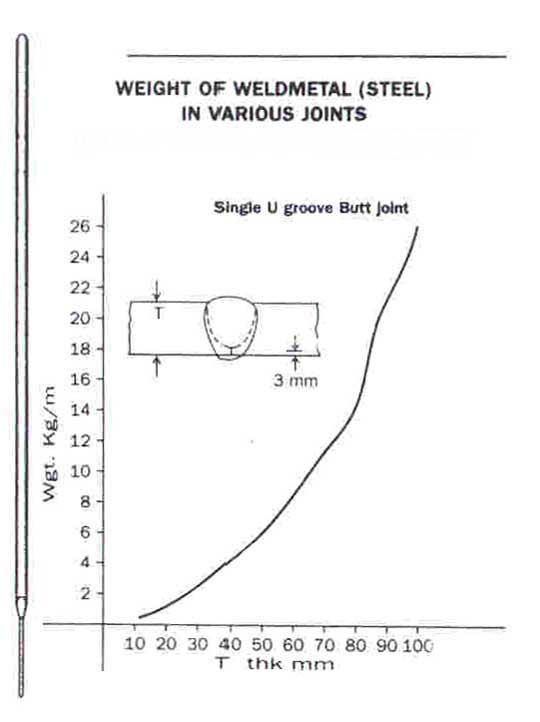 WEIGHT OF WELDMETAL (STEEL)
IN VARIOUS JOINTS
Single U groove Butt joint
26
24
22
20
18
16
14
12
10
8
6
4
2
Wgt. Kg/m
T
3 mm
10 20 30 40 50 60 70 80 90 100
T thk mm